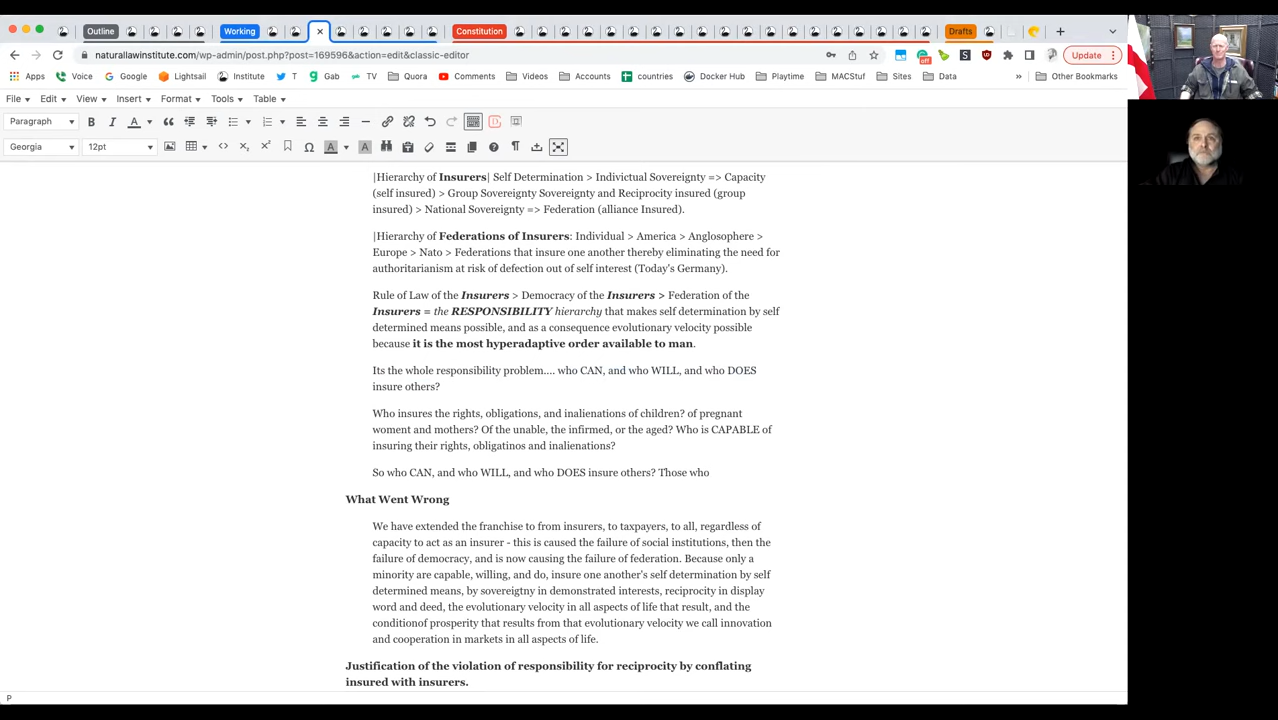 Outline
Working
Constitution
Drafts
naturallawinstitute.com/wp-admin/post.php?post=169596&action=edit&classic-editor
off
Update
Apps Voice Google Lightsail Institute T Gab TV Quora Comments Videos Accounts countries Docker Hub Playtime MACStuf Sites Data » Other Bookmarks
File Edit View Insert Format Tools Table
Paragraph B I A
Georgia 12pt
|Hierarchy of Insurers| Self Determination > Indivictual Sovereignty => Capacity
(self insured) > Group Sovereignty Sovereignty and Reciprocity insured (group
insured) > National Sovereignty => Federation (alliance Insured).
|Hierarchy of Federations of Insurers: Individual > America > Anglosphere >
Europe > Nato > Federations that insure one another thereby eliminating the need for
authoritarianism at risk of defection out of self interest (Today's Germany).
Rule of Law of the Insurers > Democracy of the Insurers > Federation of the
Insurers = the RESPONSIBILITY hierarchy that makes self determination by self
determined means possible, and as a consequence evolutionary velocity possible
because it is the most hyperadaptive order available to man.
Its the whole responsibility problem.... who CAN, and who WILL, and who DOES
insure others?
Who insures the rights, obligations, and inalienations of children? of pregnant
woment and mothers? Of the unable, the infirmed, or the aged? Who is CAPABLE of
insuring their rights, obligatinos and inalienations?
So who CAN, and who WILL, and who DOES insure others? Those who
What Went Wrong
We have extended the franchise to from insurers, to taxpayers, to all, regardless of
capacity to act as an insurer - this is caused the failure of social institutions, then the
failure of democracy, and is now causing the failure of federation. Because only a
minority are capable, willing, and do, insure one another's self determination by self
determined means, by sovereigtny in demonstrated interests, reciprocity in display
word and deed, the evolutionary velocity in all aspects of life that result, and the
conditionof prosperity that results from that evolutionary velocity we call innovation
and cooperation in markets in all aspects of life.
Justification of the violation of responsibility for reciprocity by conflating
insured with insurers.
P